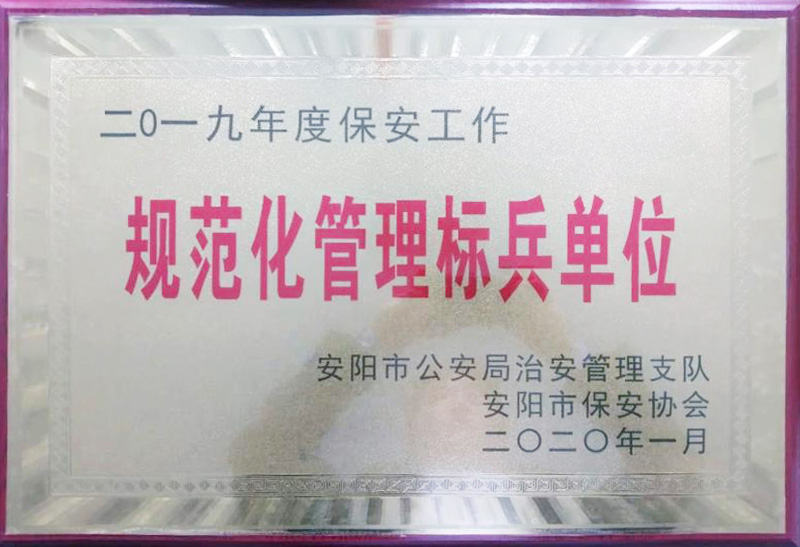 二0一九年度保安工作
规范化管理标兵单位
安阳市公安局治安管理支队
安阳市保安协会
二〇二〇年一月